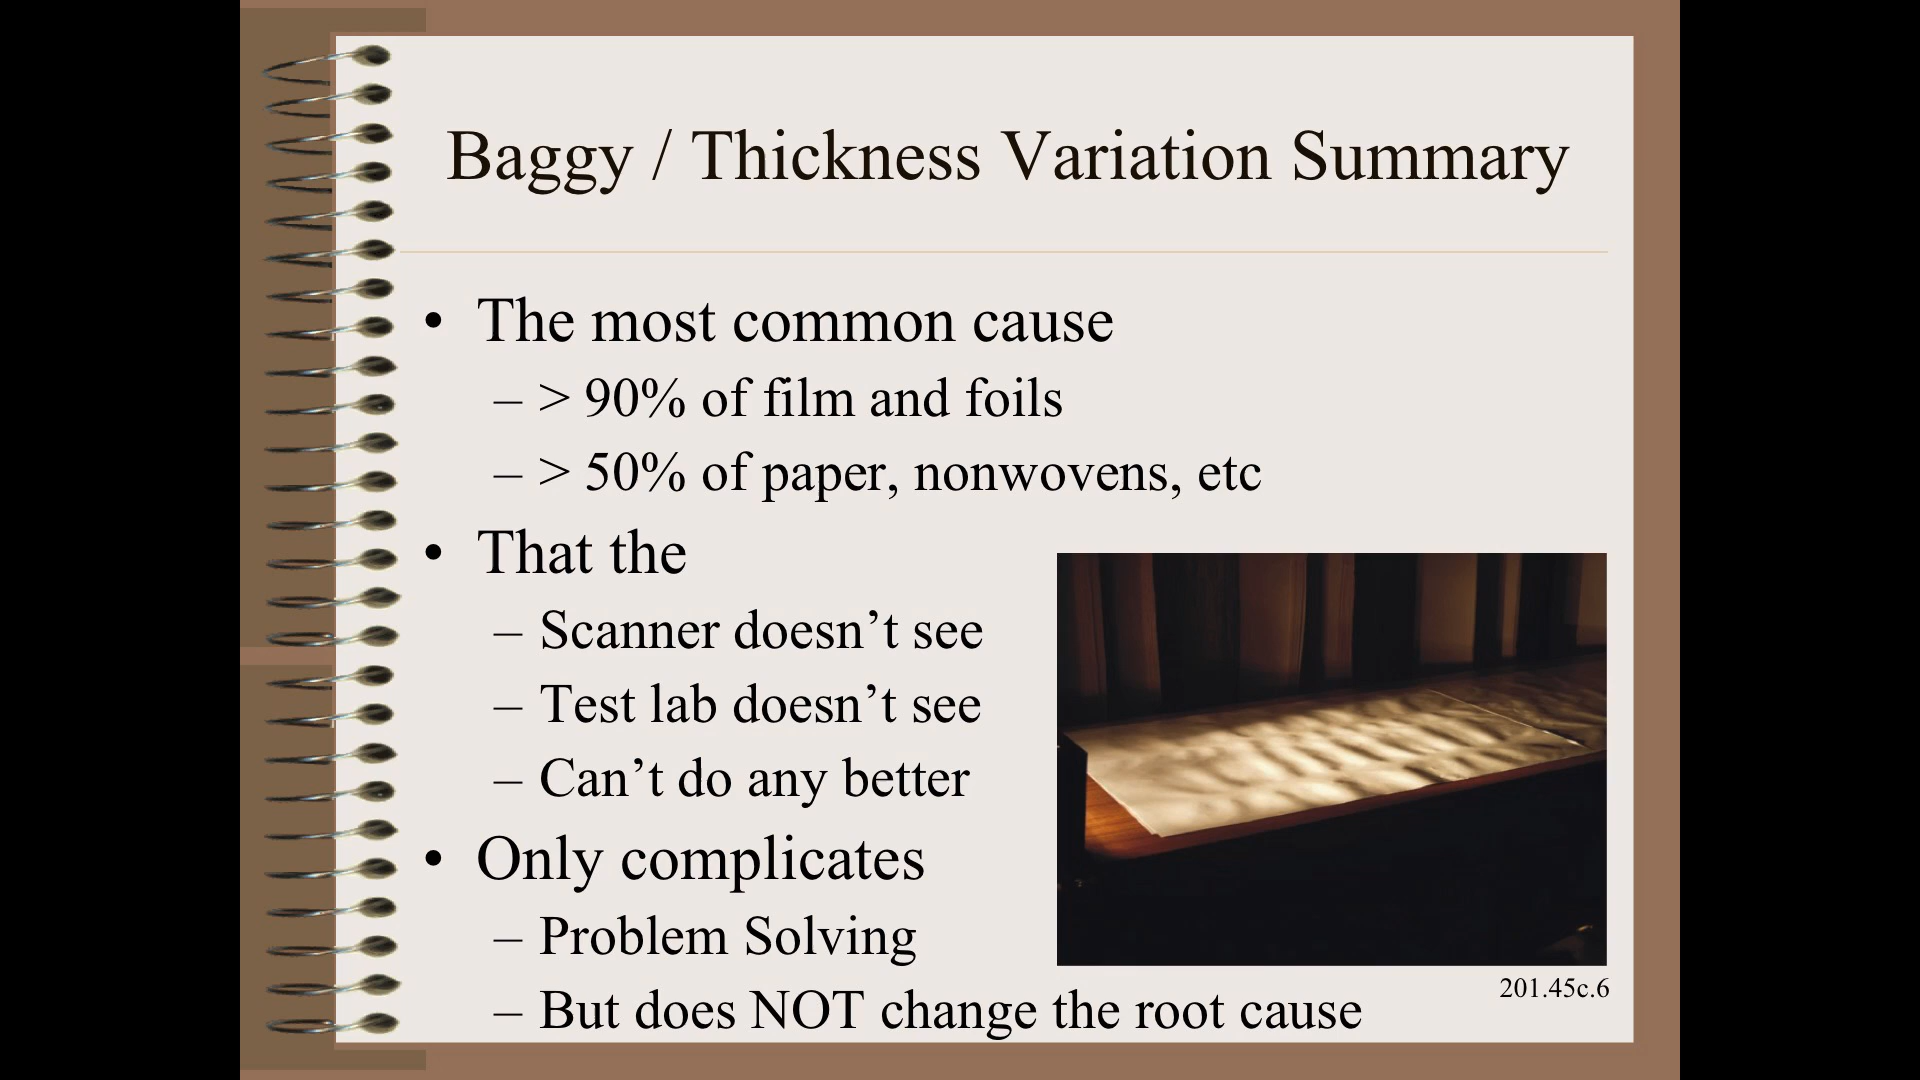 Baggy / Thickness Variation Summary
• The most common cause
– > 90% of film and foils
– > 50% of paper, nonwovens, etc
• That the
– Scanner doesn’t see
– Test lab doesn’t see
– Can’t do any better
• Only complicates
– Problem Solving
– But does NOT change the root cause
201.45c.6